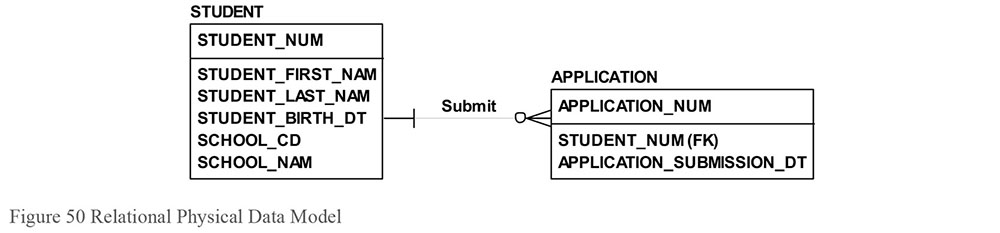 STUDENT
STUDENT_NUM
STUDENT_FIRST_NAM
STUDENT_LAST_NAM
STUDENT_BIRTH_DT
SCHOOL_CD
SCHOOL_NAM
Submit
APPLICATION
APPLICATION_NUM
STUDENT_NUM (FK)
APPLICATION_SUBMISSION_DT
Figure 50 Relational Physical Data Model